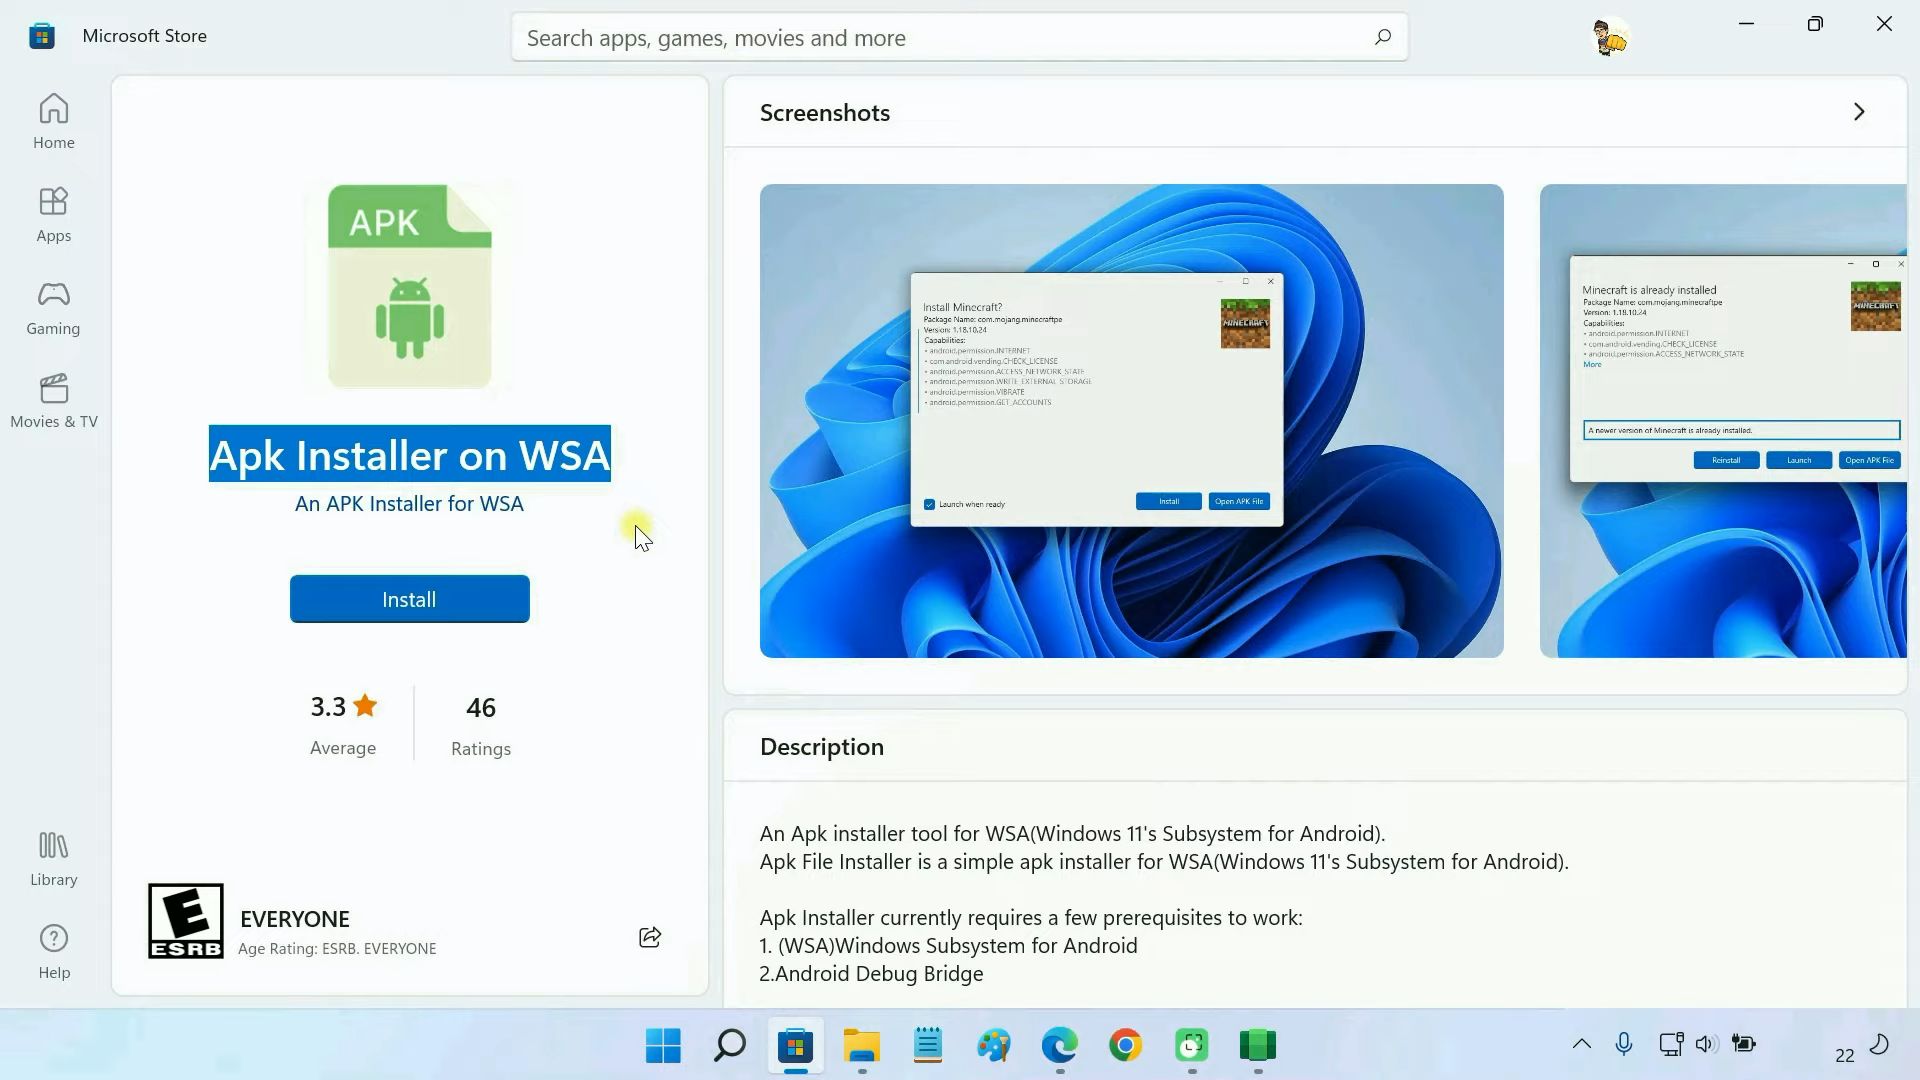 Microsoft Store
Search apps, games, movies and more
Home
Apps
Gaming
Movies & TV
Library
Help
APK
Apk Installer on WSA
An APK Installer for WSA
Install
3.3
Average
46
Ratings
E
ESRB
EVERYONE
Age Rating: ESRB. EVERYONE
Screenshots
Install Minecraft?
Package Name: com.mojang.minecraftpe
Version: 1.18.10.24
Capabilities:
• android.permission.INTERNET
• com.android.vending.CHECK_LICENSE
• android.permission.ACCESS_NETWORK_STATE
• android.permission.WRITE_EXTERNAL_STORAGE
• android.permission.VIBRATE
• android.permission.GET_ACCOUNTS
MINECRAFT
Launch when ready
Install
Open APK File
Minecraft is already installed
Package Name: com.mojang.minecraftpe
Version: 1.18.10.24
Capabilities:
• android.permission.INTERNET
• com.android.vending.CHECK_LICENSE
• android.permission.ACCESS_NETWORK_STATE
More
MINECRAFT
A newer version of Minecraft is already installed.
Reinstall
Launch
Open APK File
Description
An Apk installer tool for WSA(Windows 11's Subsystem for Android).
Apk File Installer is a simple apk installer for WSA(Windows 11's Subsystem for Android).
Apk Installer currently requires a few prerequisites to work:
1. (WSA)Windows Subsystem for Android
2.Android Debug Bridge
22